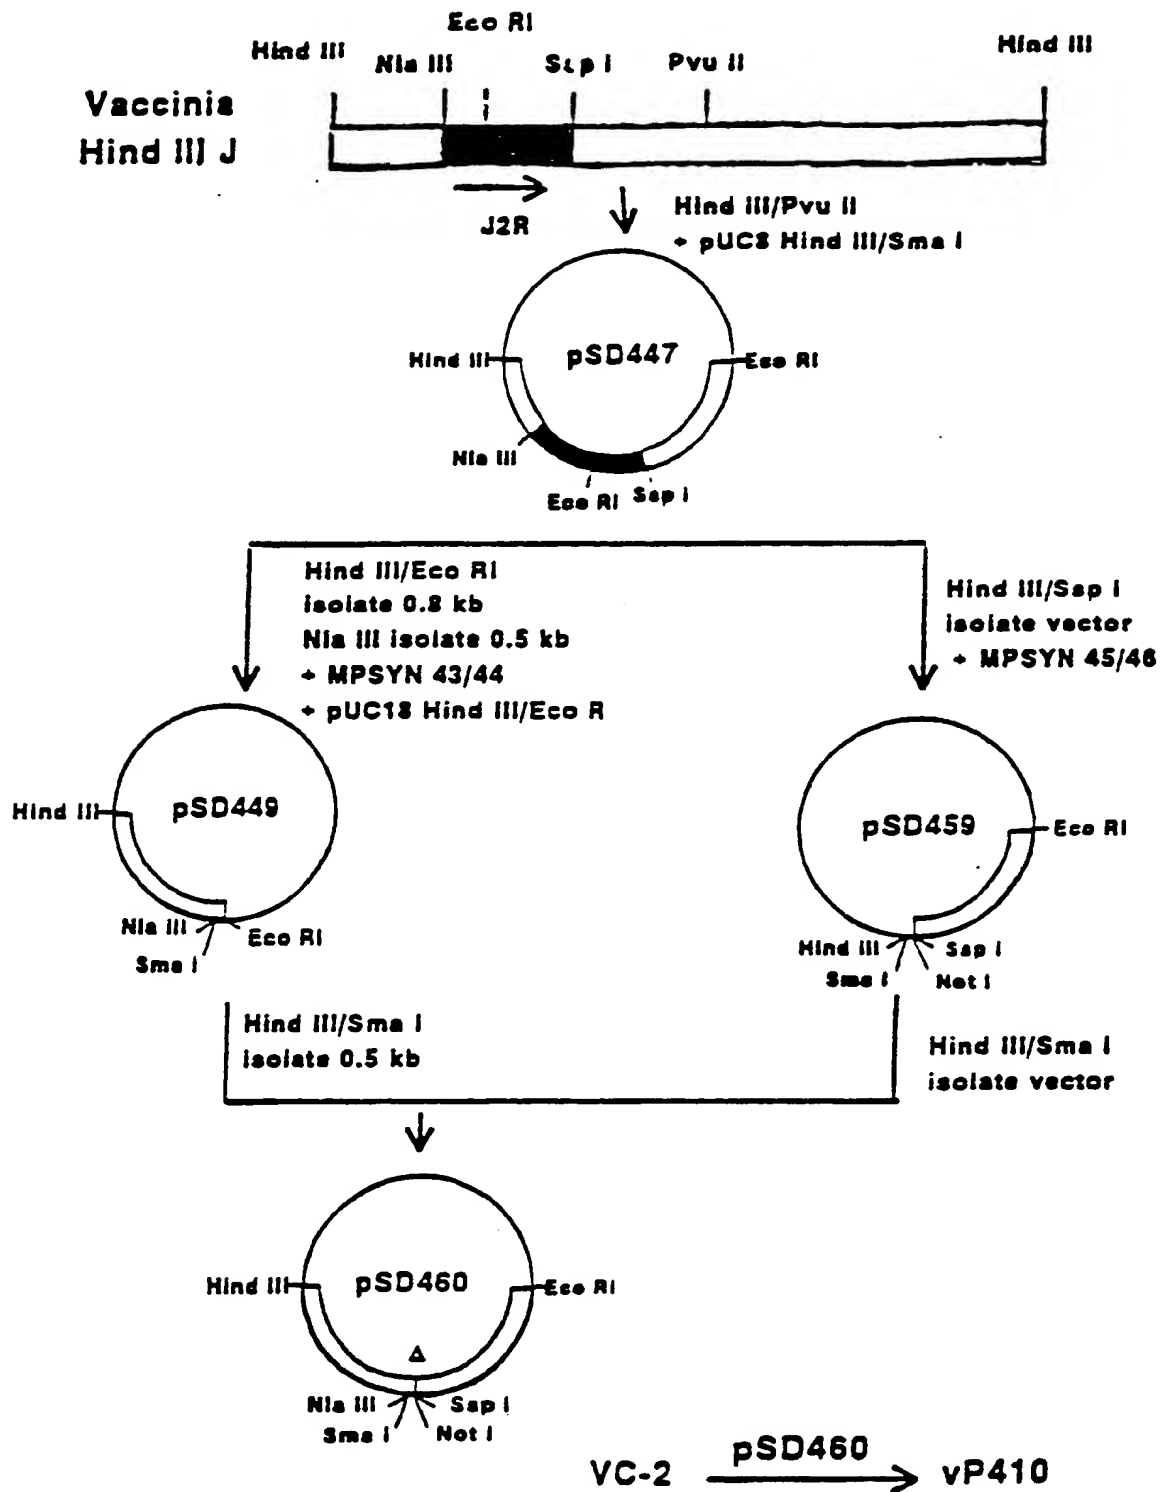 Eco RI
Hind III
Nla III
Ssp I
Pvu II
Hind III
Vaccinia
Hind III J
J2R
Hind III/Pvu II
+ pUC8 Hind III/Sma I
pSD447
Hind III
Eco RI
Nla III
Eco RI
Ssp I
Hind III/Eco RI
isolate 0.8 kb
Nla III isolate 0.5 kb
+ MPSYN 43/44
+ pUC18 Hind III/Eco R
Hind III/Ssp I
isolate vector
+ MPSYN 45/46
pSD449
Hind III
Nla III
Eco RI
Sma I
pSD459
Eco RI
Hind III
Ssp I
Sma I
Not I
Hind III/Sma I
isolate 0.5 kb
Hind III/Sma I
isolate vector
pSD460
Hind III
Eco RI
Δ
Nla III
Ssp I
Sma I
Not I
pSD460
VC-2
vP410